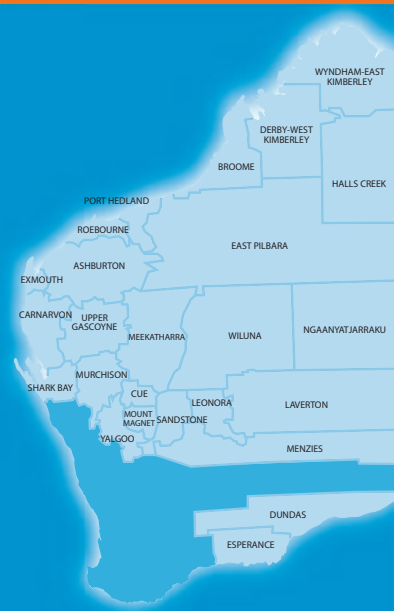 WYNDHAM-EAST
KIMBERLEY
DERBY-WEST
KIMBERLEY
BROOME
HALLS CREEK
PORT HEDLAND
ROEBOURNE
EAST PILBARA
ASHBURTON
EXMOUTH
CARNARVON
UPPER
GASCOYNE
MEEKATHARRA
WILUNA
NGAANYATJARRAKU
MURCHISON
SHARK BAY
CUE
LEONORA
LAVERTON
MOUNT
MAGNET
SANDSTONE
YALGOO
MENZIES
DUNDAS
ESPERANCE